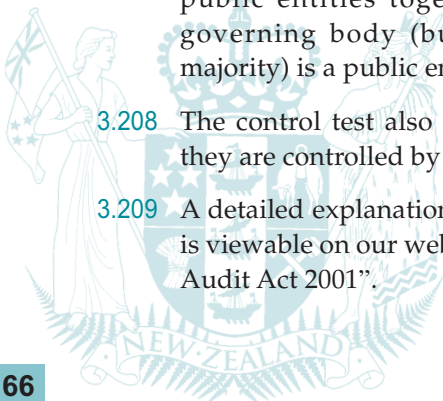 public entities toge
governing body (bu
majority) is a public en
3.208 The control test also
they are controlled by
3.209 A detailed explanation
is viewable on our web
Audit Act 2001".
NEW·ZEALAND
66